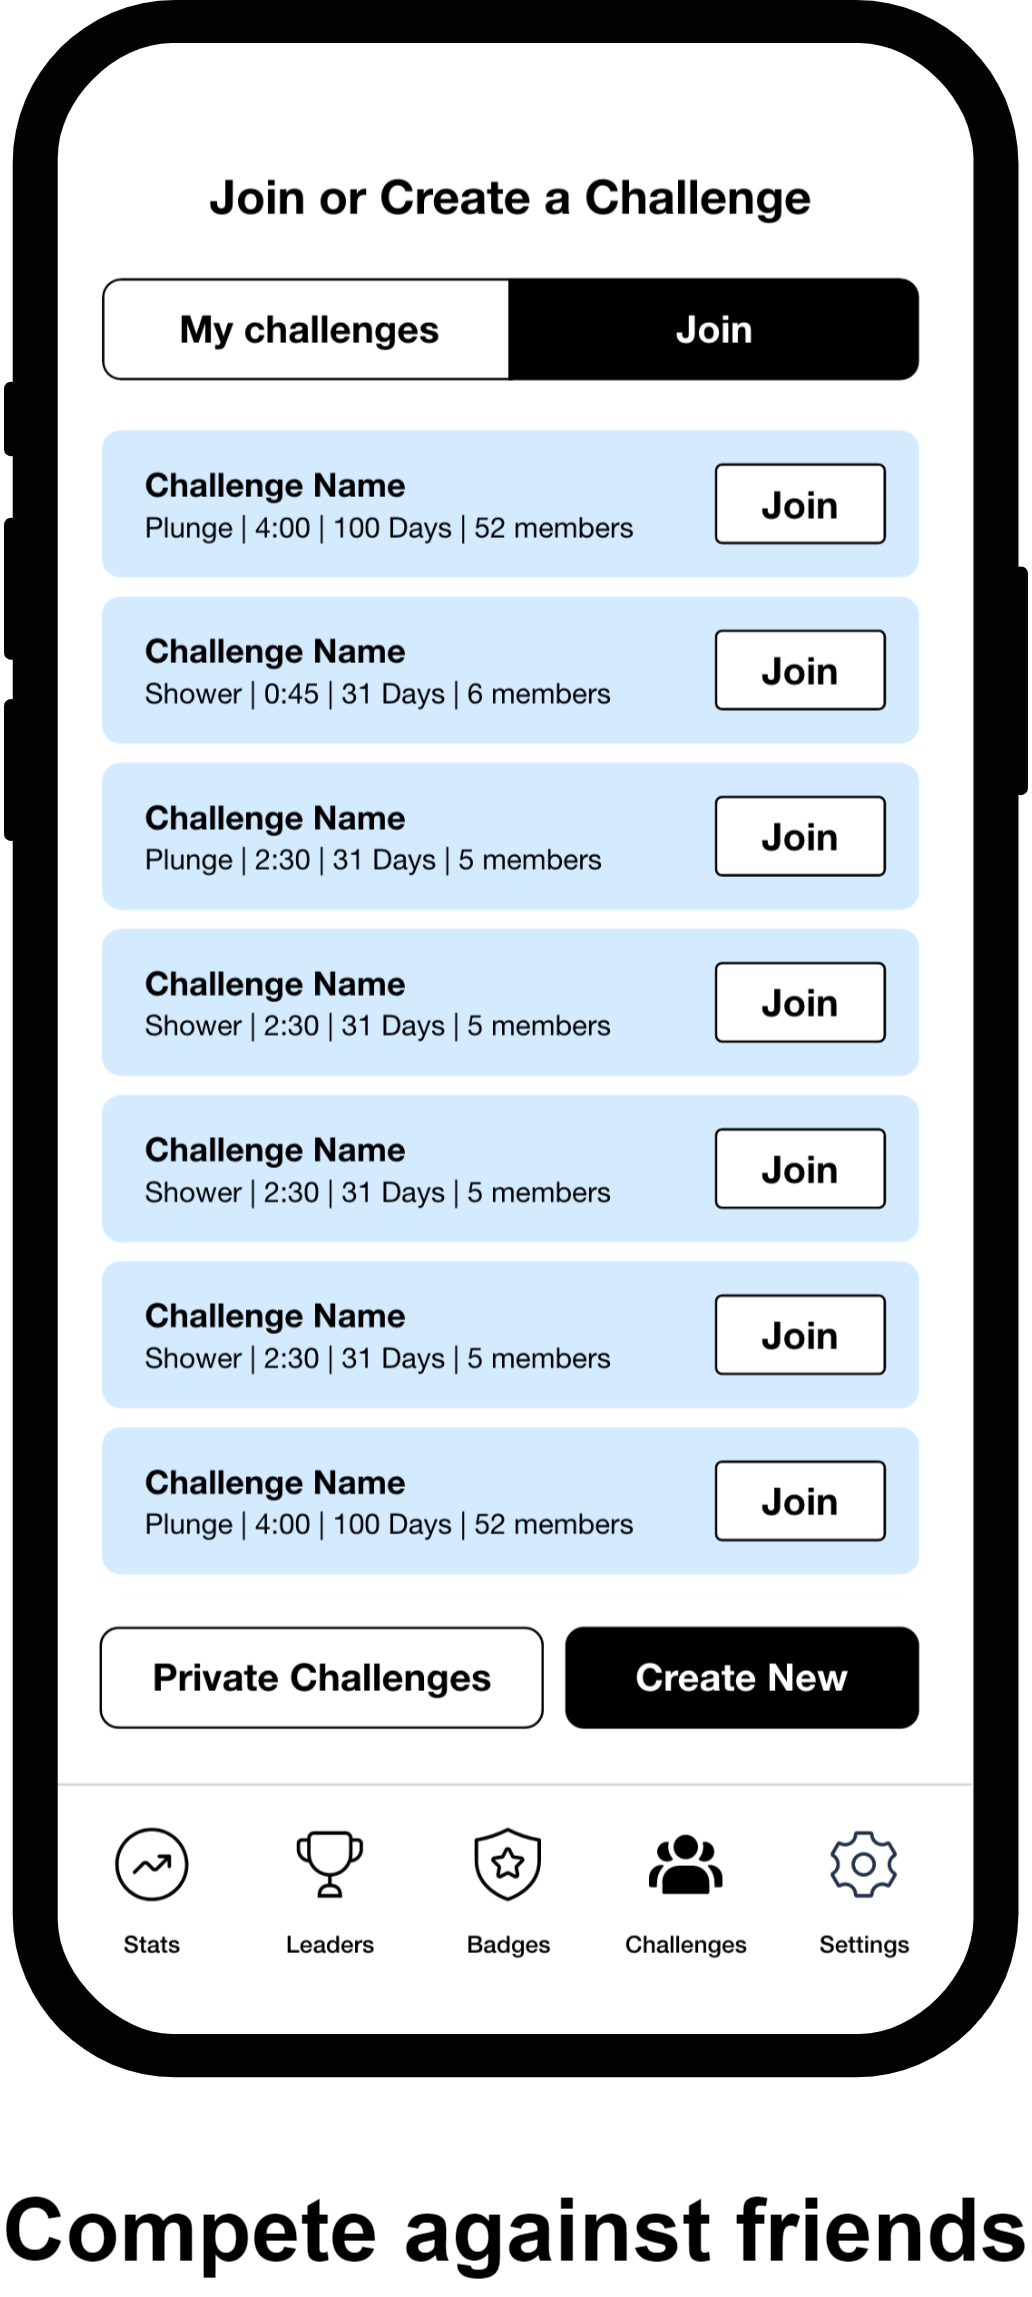 Join or Create a Challenge
My challenges Join
Challenge Name
Plunge | 4:00 | 100 Days | 52 members
Join
Challenge Name
Shower | 0:45 | 31 Days | 6 members
Join
Challenge Name
Plunge | 2:30 | 31 Days | 5 members
Join
Challenge Name
Shower | 2:30 | 31 Days | 5 members
Join
Challenge Name
Shower | 2:30 | 31 Days | 5 members
Join
Challenge Name
Shower | 2:30 | 31 Days | 5 members
Join
Challenge Name
Plunge | 4:00 | 100 Days | 52 members
Join
Private Challenges Create New
Stats Leaders Badges Challenges Settings
Compete against friends